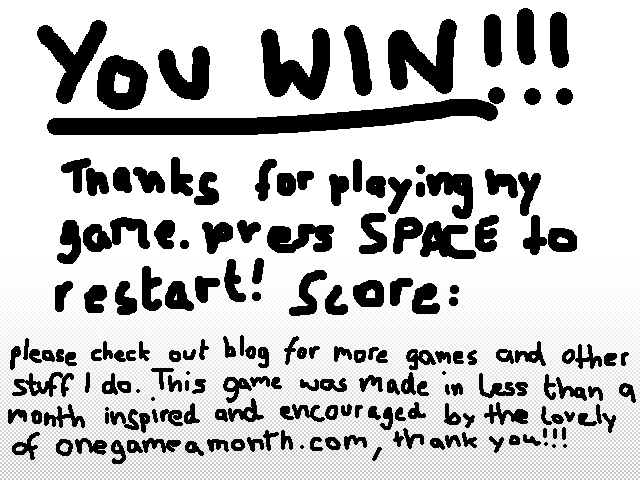 You WIN!!!
Thanks for playing my
game. press SPACE to
restart! Score:
please check out blog for more games and other
stuff I do. This game was made in less than a
month inspired and encouraged by the lovely
of onegameamonth.com, thank you!!!